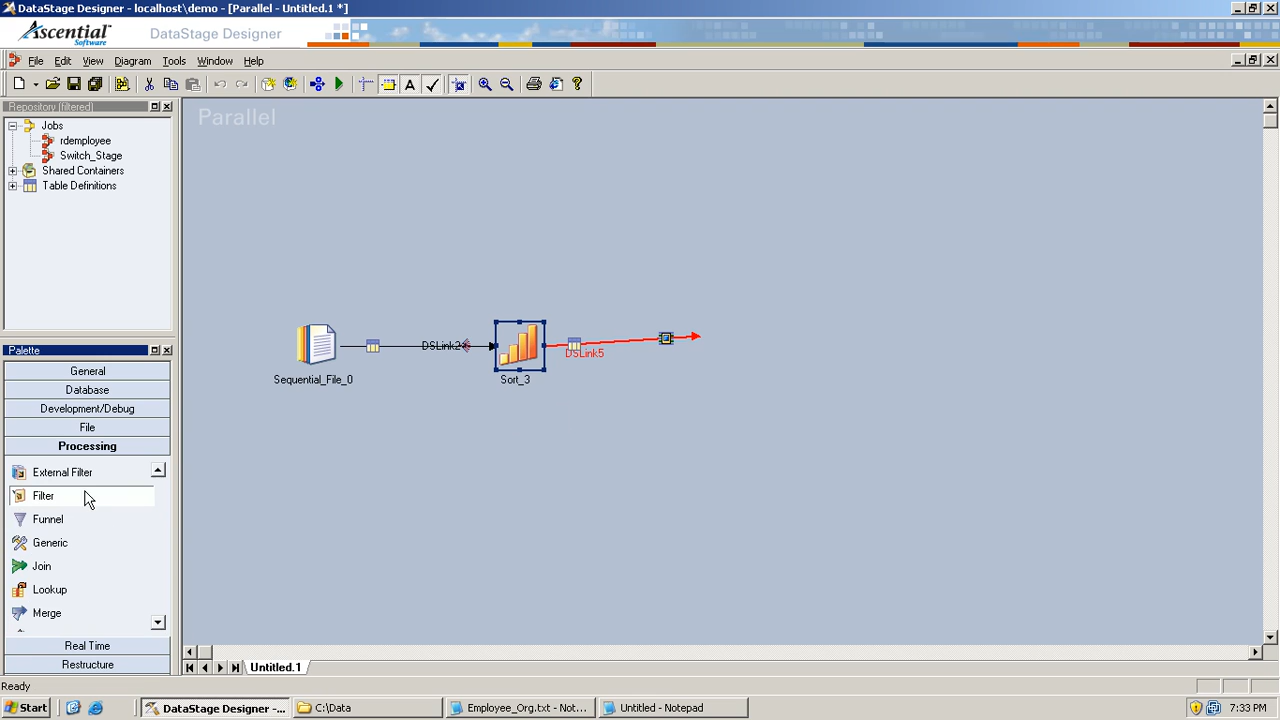 DataStage Designer - localhost\demo - [Parallel - Untitled.1 *]
Ascential
Software
DataStage Designer
File Edit View Diagram Tools Window Help
Repository (filtered)
Jobs
rdemployee
Switch_Stage
Shared Containers
Table Definitions
Parallel
DSLink2
DSLink5
Sequential_File_0
Sort_3
Palette
General
Database
Development/Debug
File
Processing
External Filter
Filter
Funnel
Generic
Join
Lookup
Merge
Real Time
Restructure
Untitled.1
Ready
Start DataStage Designer -... C:\Data Employee_Org.txt - Not... Untitled - Notepad 7:33 PM